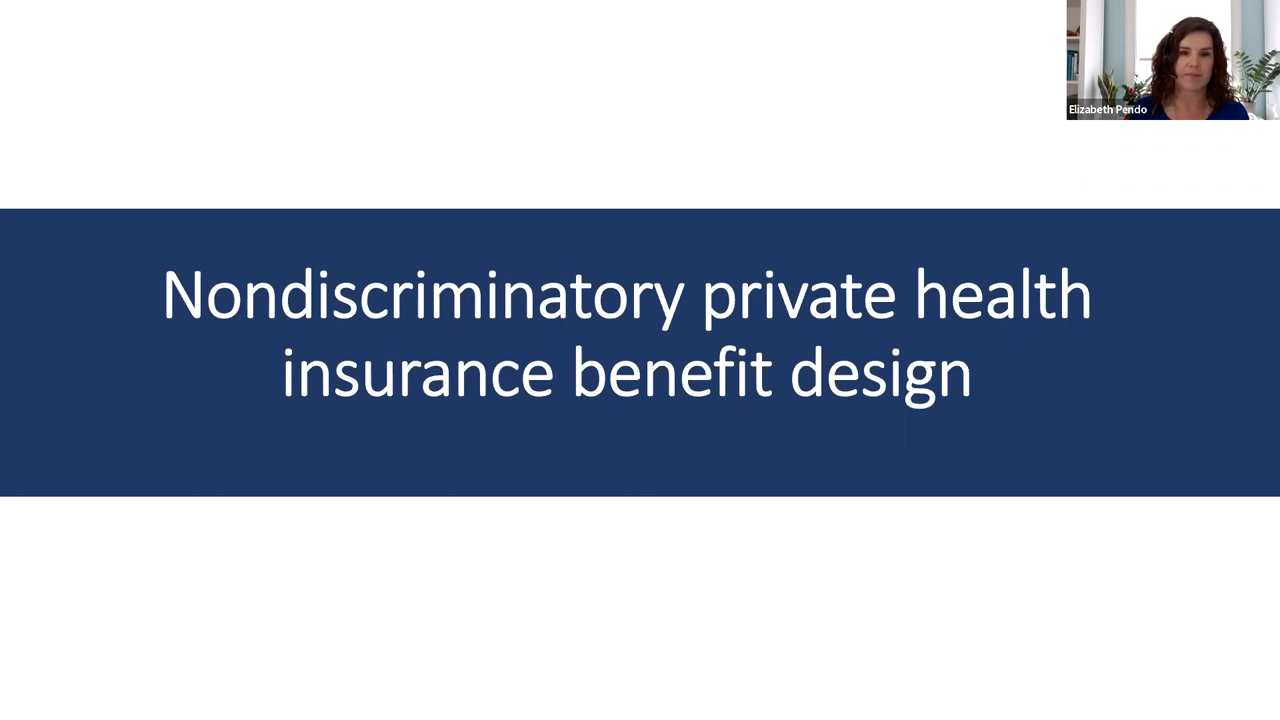 Elizabeth Pendo
Nondiscriminatory private health
insurance benefit design